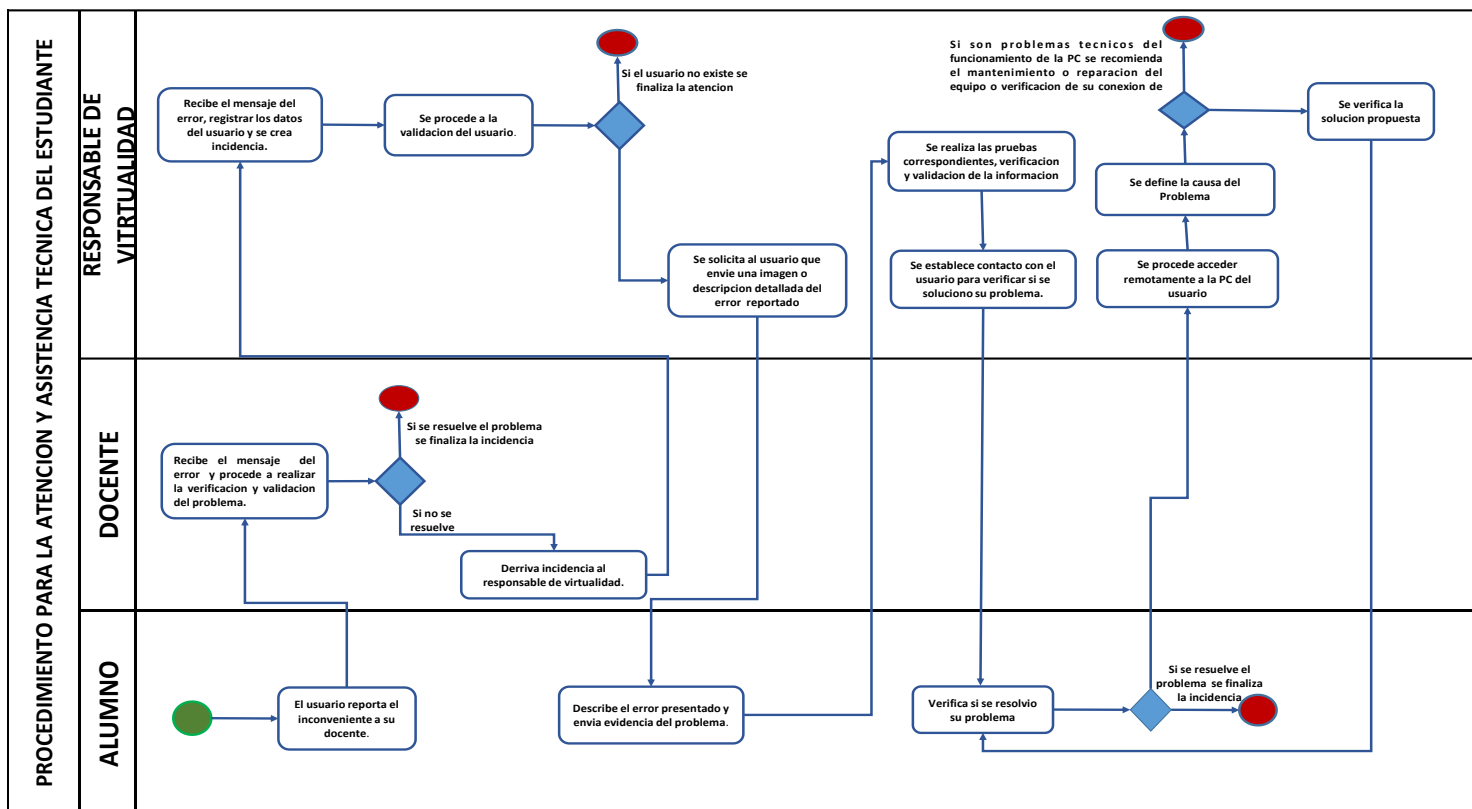 PROCEDIMIENTO PARA LA ATENCION Y ASISTENCIA TECNICA DEL ESTUDIANTE
RESPONSABLE DE
VITRTUALIDAD
Recibe el mensaje del
error, registrar los datos
del usuario y se crea
incidencia.
Se procede a la
validacion del usuario.
Si el usuario no existe se
finaliza la atencion
Se solicita al usuario que
envie una imagen o
descripcion detallada del
error reportado
Se realiza las pruebas
correspondientes, verificacion
y validacion de la informacion
Se establece contacto con el
usuario para verificar si se
soluciono su problema.
Si son problemas tecnicos del
funcionamiento de la PC se recomienda
el mantenimiento o reparacion del
equipo o verificacion de su conexion de
Se define la causa del
Problema
Se procede acceder
remotamente a la PC del
usuario
Se verifica la
solucion propuesta
DOCENTE
Recibe el mensaje del
error y procede a realizar
la verificacion y validacion
del problema.
Si se resuelve el problema
se finaliza la incidencia
Si no se
resuelve
Derriva incidencia al
responsable de virtualidad.
ALUMNO
El usuario reporta el
inconveniente a su
docente.
Describe el error presentado y
envia evidencia del problema.
Verifica si se resolvio
su problema
Si se resuelve el
problema se finaliza
la incidencia